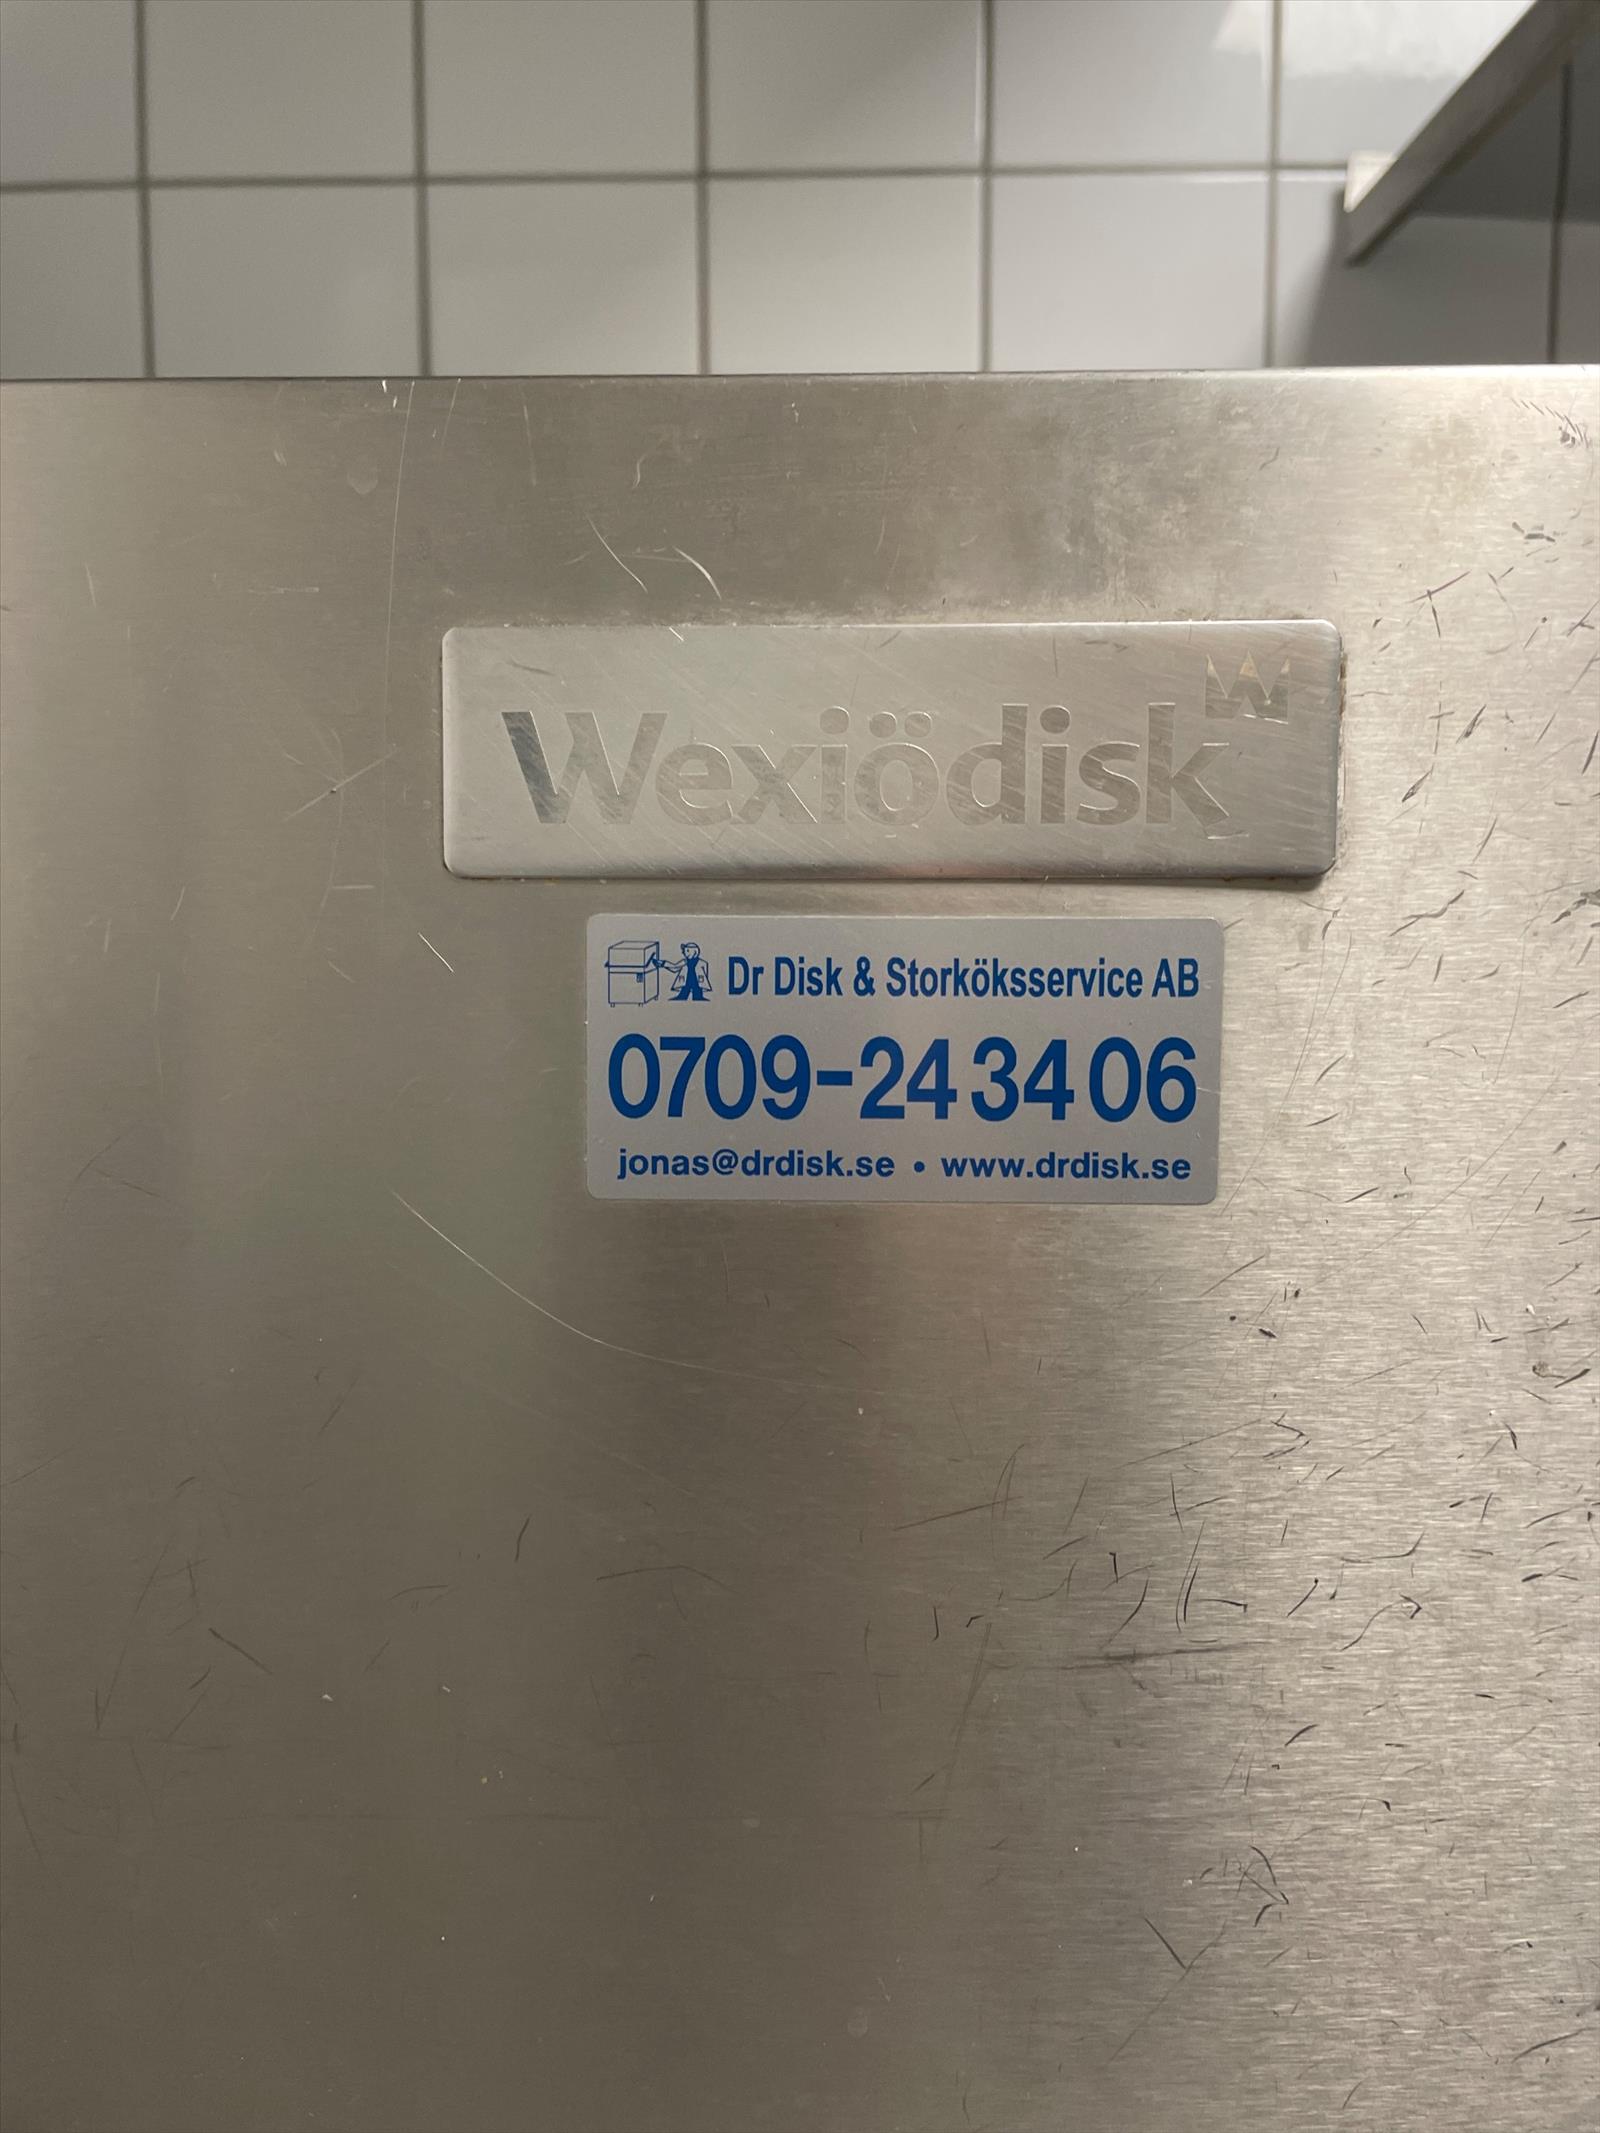 Wexiödisk W
Dr Disk & Storköksservice AB
0709-24 34 06
jonas@drdisk.se • www.drdisk.se